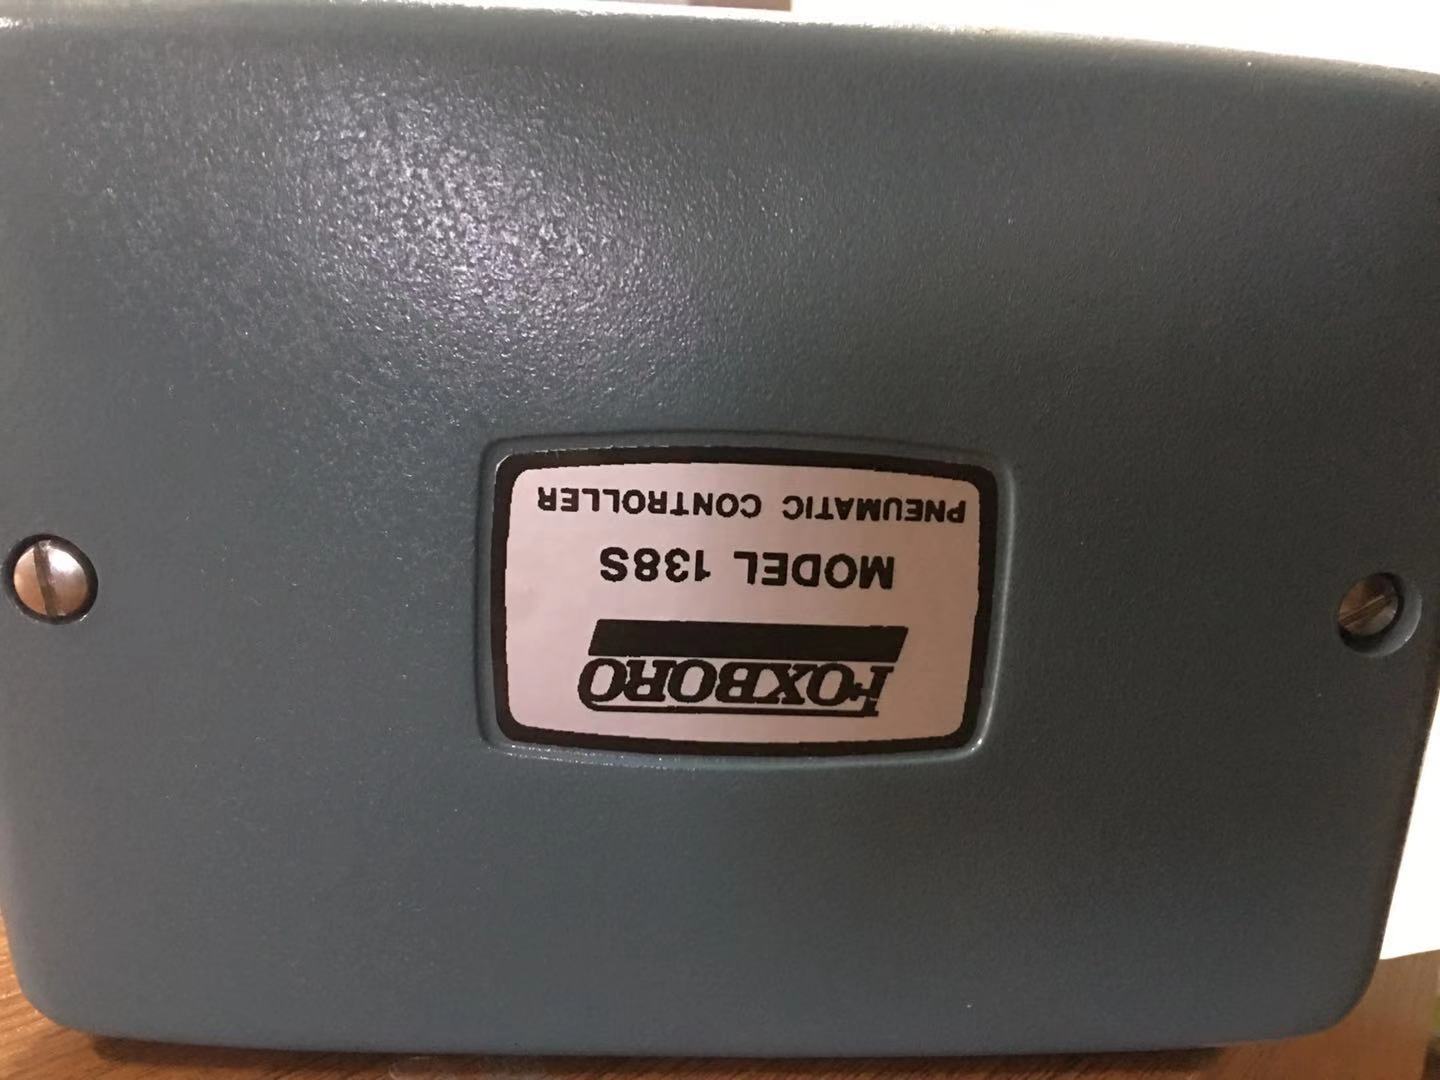 FOXBORO
MODEL 138S
PNEUMATIC CONTROLLER